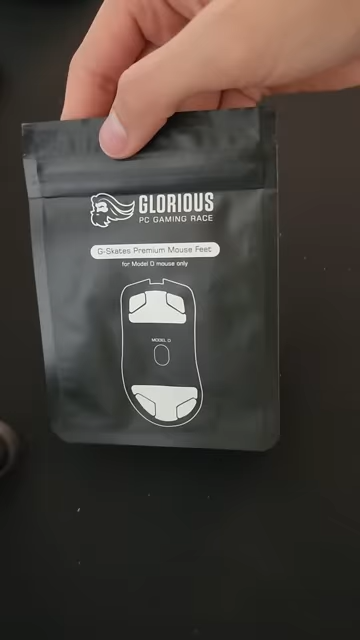 GLORIOUS
PC GAMING RACE
G-Skates Premium Mouse Feet
for Model D mouse only
MODEL D